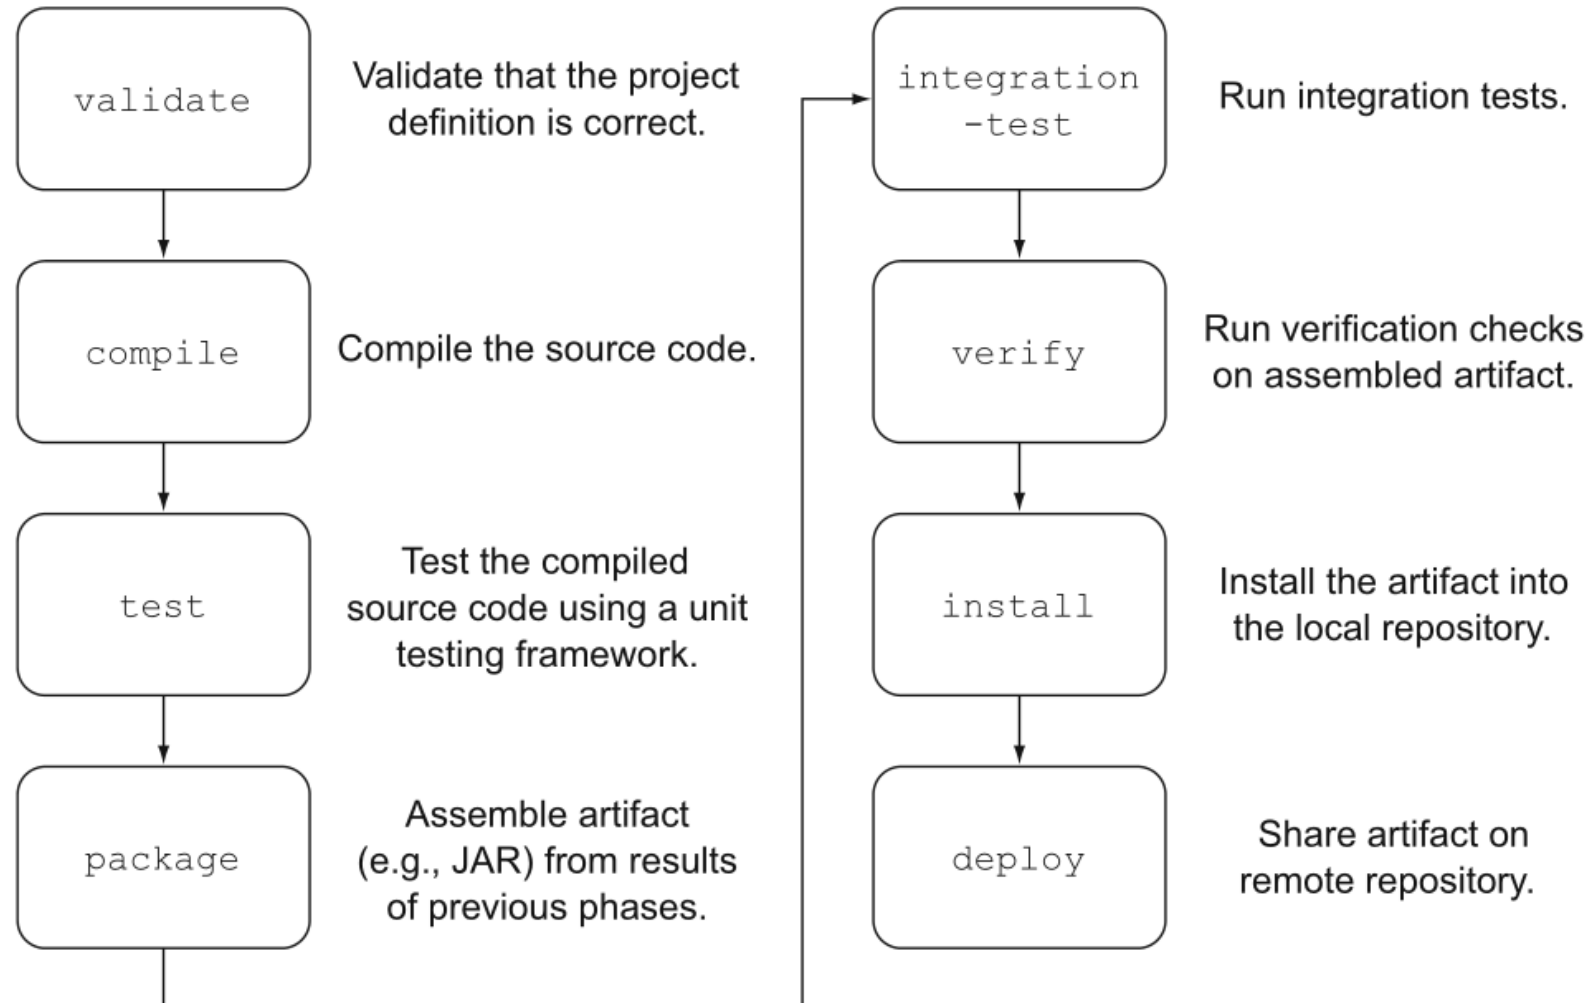 validate
Validate that the project
definition is correct.
compile
Compile the source code.
test
Test the compiled
source code using a unit
testing framework.
package
Assemble artifact
(e.g., JAR) from results
of previous phases.
integration
-test
Run integration tests.
verify
Run verification checks
on assembled artifact.
install
Install the artifact into
the local repository.
deploy
Share artifact on
remote repository.